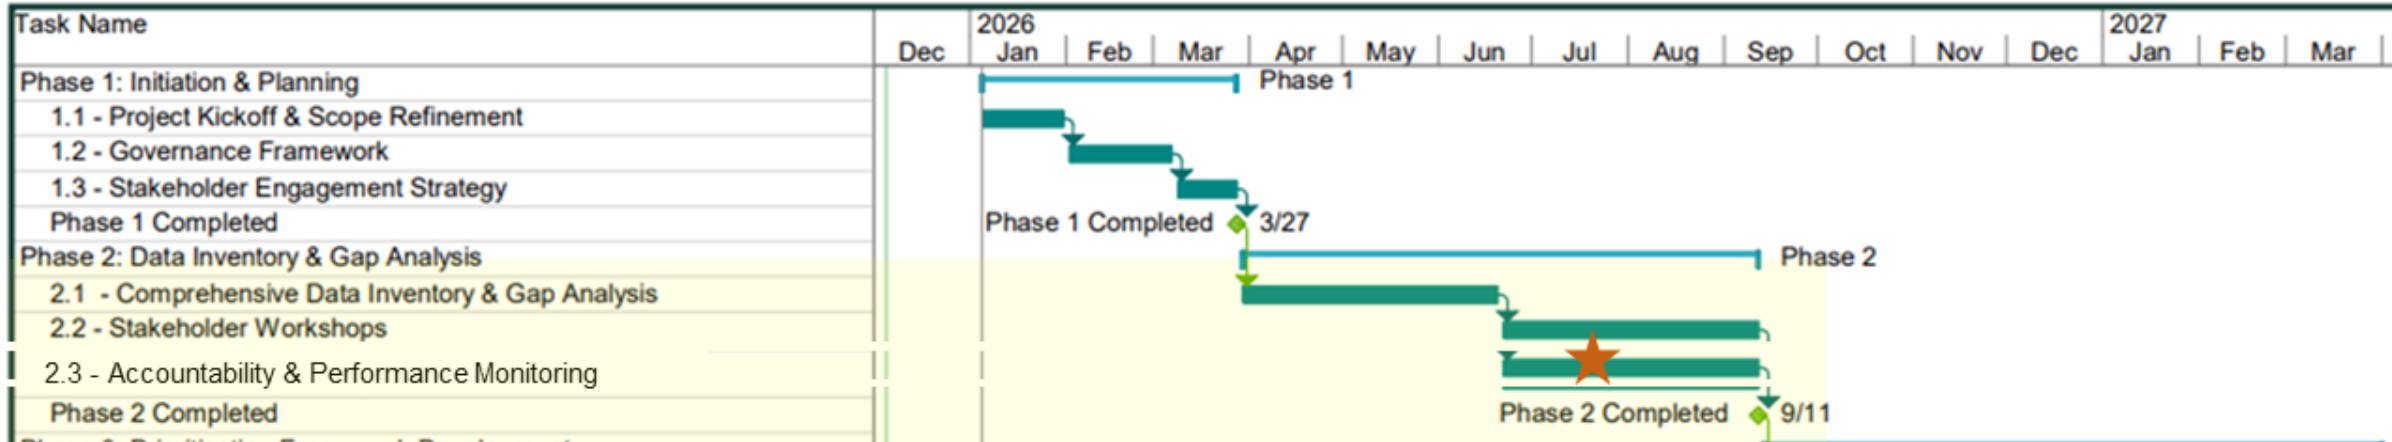 Task Name
2026 2027
Dec Jan Feb Mar Apr May Jun Jul Aug Sep Oct Nov Dec Jan Feb Mar
Phase 1: Initiation & Planning Phase 1
1.1 - Project Kickoff & Scope Refinement
1.2 - Governance Framework
1.3 - Stakeholder Engagement Strategy
Phase 1 Completed Phase 1 Completed 3/27
Phase 2: Data Inventory & Gap Analysis Phase 2
2.1 - Comprehensive Data Inventory & Gap Analysis
2.2 - Stakeholder Workshops
2.3 - Accountability & Performance Monitoring
Phase 2 Completed Phase 2 Completed 9/11